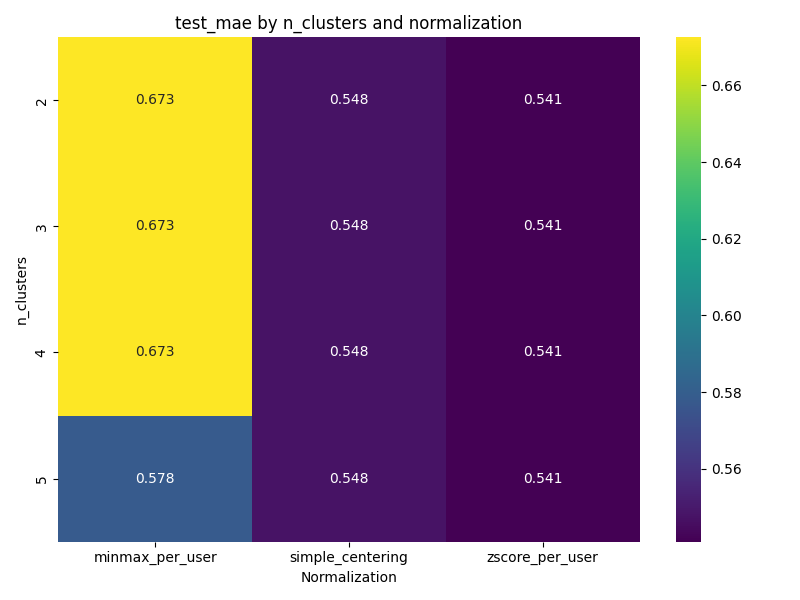 test_mae by n_clusters and normalization
n_clusters
2 0.673 0.548 0.541
3 0.673 0.548 0.541
4 0.673 0.548 0.541
5 0.578 0.548 0.541
minmax_per_user simple_centering zscore_per_user
Normalization
0.66
0.64
0.62
0.60
0.58
0.56